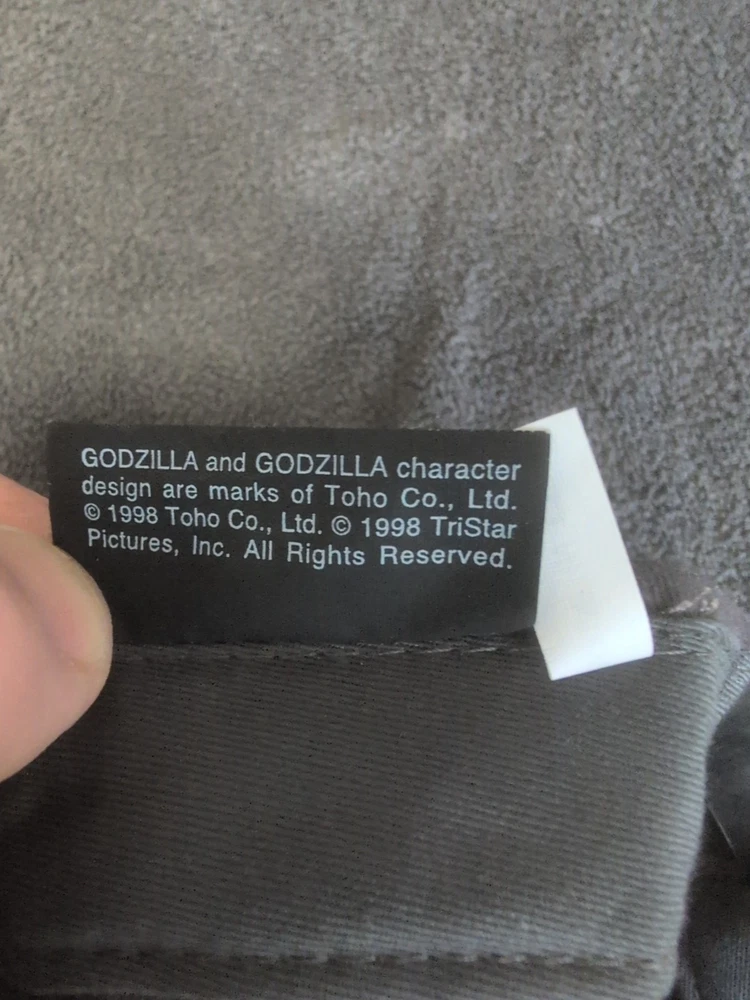 GODZILLA and GODZILLA character
design are marks of Toho Co., Ltd.
© 1998 Toho Co., Ltd. © 1998 TriStar
Pictures, Inc. All Rights Reserved.